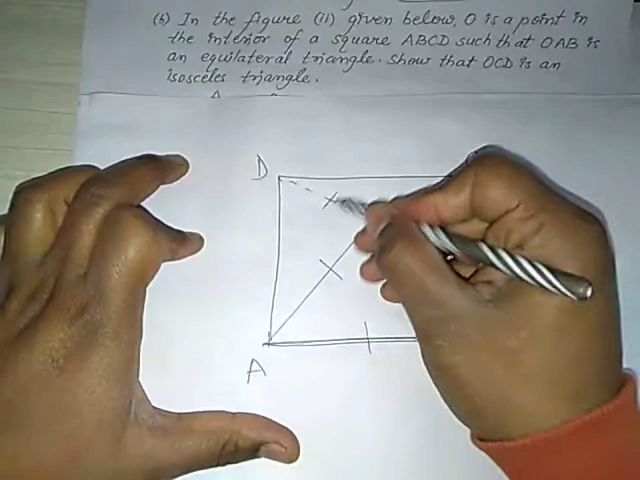 (b) In the figure (ii) given below, O is a point in
the interior of a square ABCD such that OAB is
an equilateral triangle. Show that OCD is an
isosceles triangle.
D
A